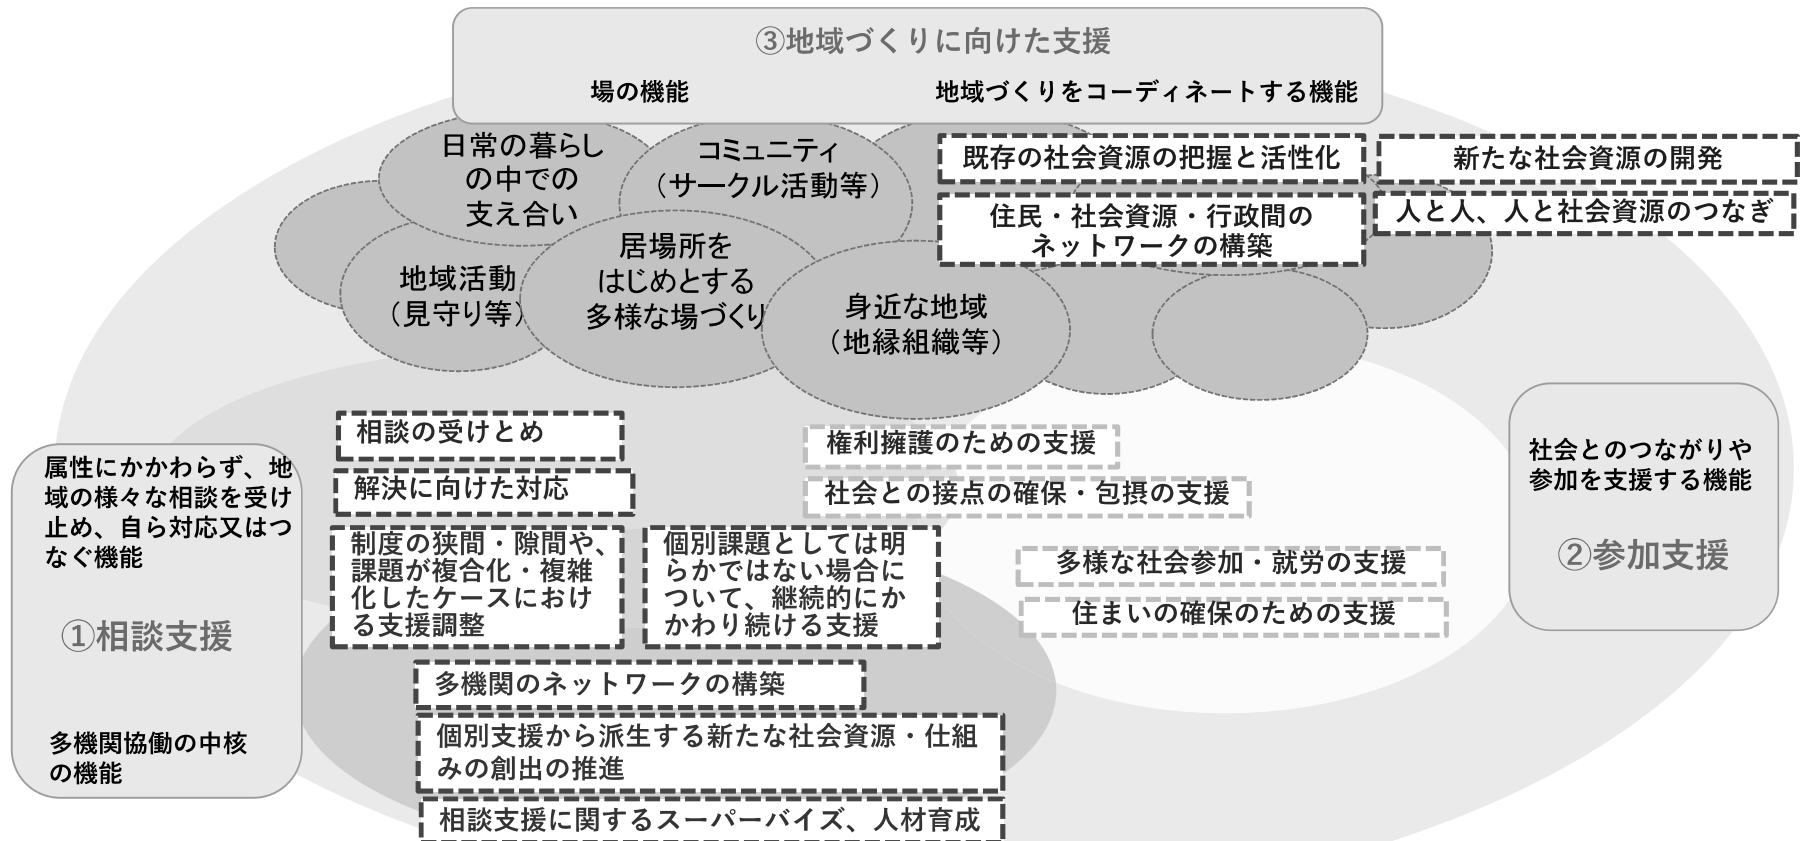 ③地域づくりに向けた支援
場の機能
地域づくりをコーディネートする機能
日常の暮らし
の中での
支え合い
コミュニティ
（サークル活動等）
既存の社会資源の把握と活性化
新たな社会資源の開発
住民・社会資源・行政間の
ネットワークの構築
人と人、人と社会資源のつなぎ
地域活動
（見守り等）
居場所を
はじめとする
多様な場づくり
身近な地域
（地縁組織等）
属性にかかわらず、地
域の様々な相談を受け
止め、自ら対応又はつ
なぐ機能
①相談支援
多機関協働の中核
の機能
相談の受けとめ
解決に向けた対応
制度の狭間・隙間や、
課題が複合化・複雑
化したケースにおけ
る支援調整
個別課題としては明
らかではない場合に
ついて、継続的にか
かわり続ける支援
多機関のネットワークの構築
個別支援から派生する新たな社会資源・仕組
みの創出の推進
相談支援に関するスーパーバイズ、人材育成
権利擁護のための支援
社会との接点の確保・包摂の支援
多様な社会参加・就労の支援
住まいの確保のための支援
社会とのつながりや
参加を支援する機能
②参加支援